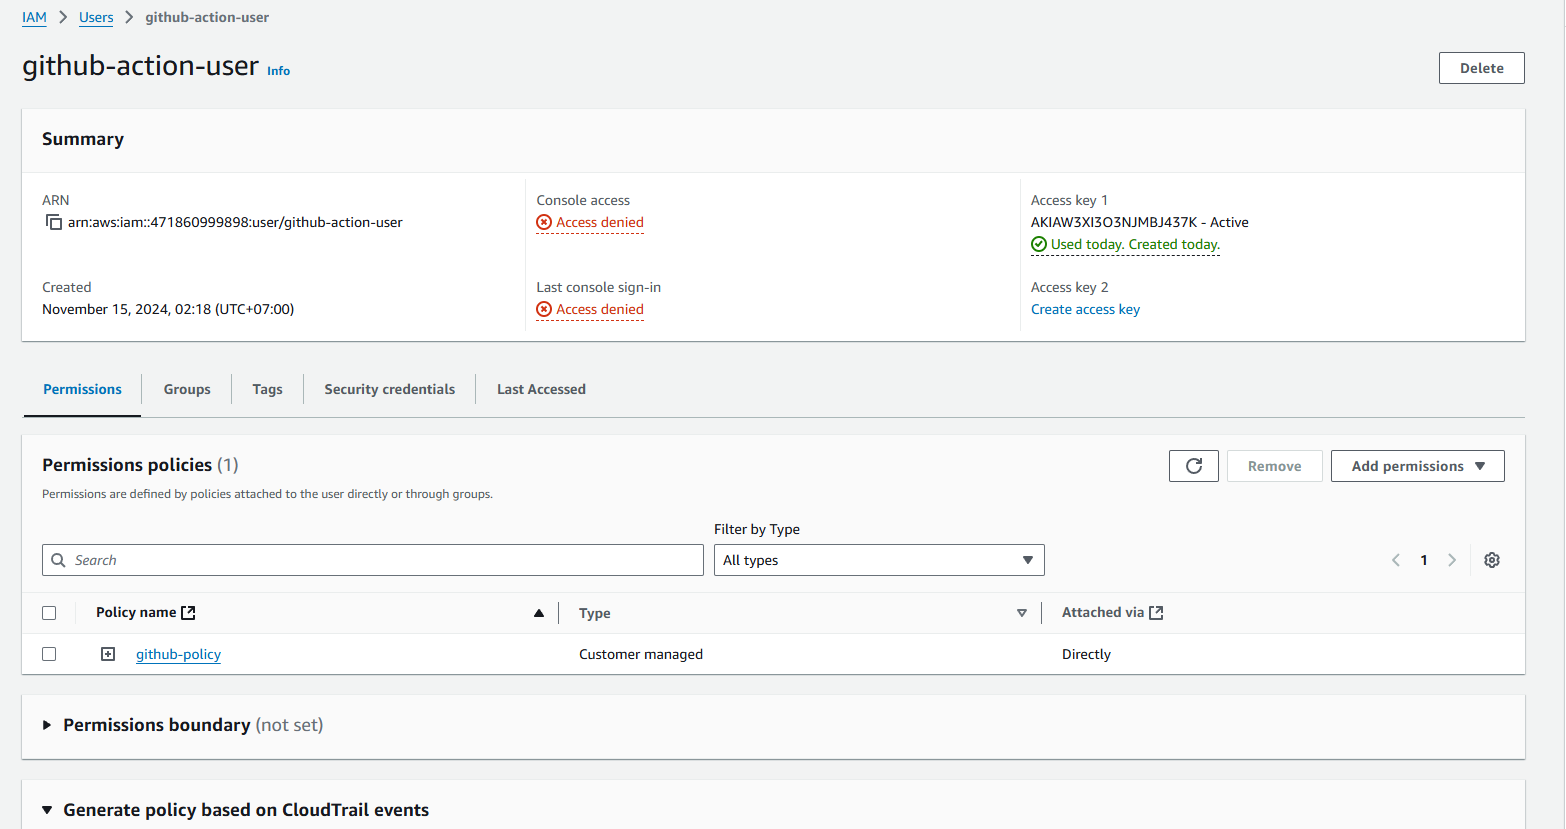 IAM > Users > github-action-user
github-action-user Info
Delete
Summary
ARN
arn:aws:iam::471860999898:user/github-action-user
Console access
Access denied
Access key 1
AKIAW3XI3O3NJMBJ437K - Active
Used today. Created today.
Created
November 15, 2024, 02:18 (UTC+07:00)
Last console sign-in
Access denied
Access key 2
Create access key
Permissions
Groups
Tags
Security credentials
Last Accessed
Permissions policies (1)
Permissions are defined by policies attached to the user directly or through groups.
Remove
Add permissions
Filter by Type
Search
All types
1
Policy name
Type
Attached via
github-policy
Customer managed
Directly
Permissions boundary (not set)
Generate policy based on CloudTrail events